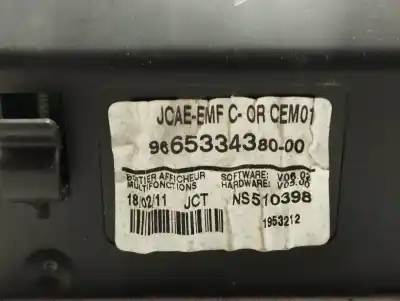 JCAE-EMF C- OR CEM01
9665334380-00
BOITIER AFFICHEUR SOFTWARE: V06.02
MULTIFONCTIONS HARDWARE: V05.00
18/02/11 JCT NS510398
1953212